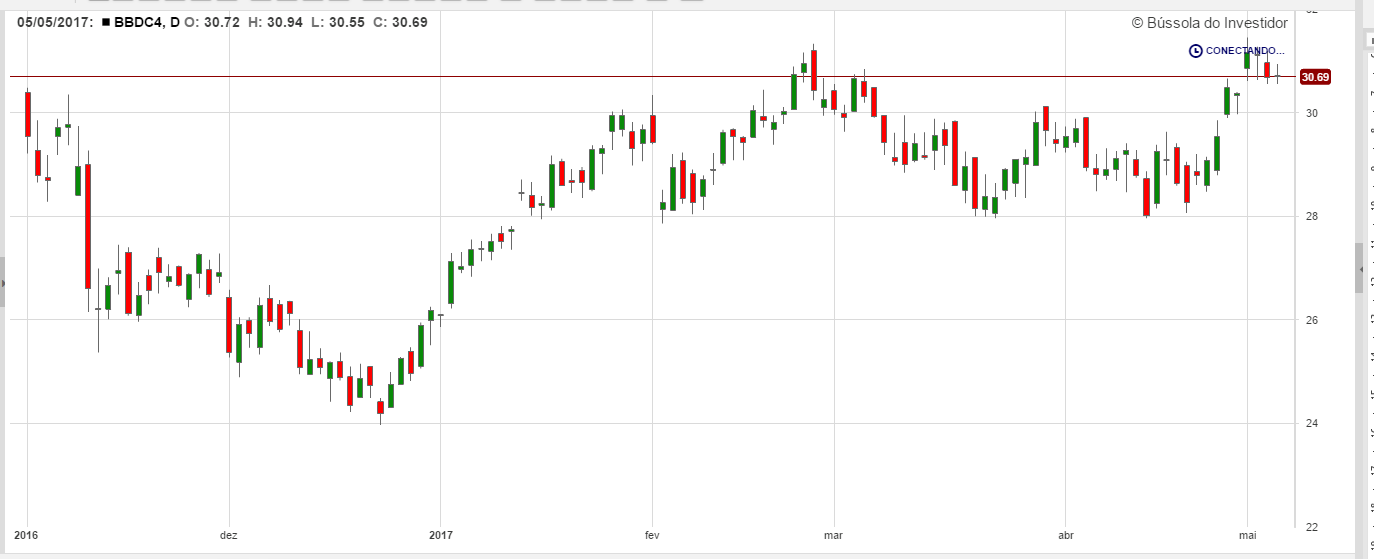 05/05/2017: ■ BBDC4, D O: 30.72 H: 30.94 L: 30.55 C: 30.69
© Bússola do Investidor
CONECTANDO...
30.69
30
28
26
24
22
2016 dez 2017 fev mar abr mai